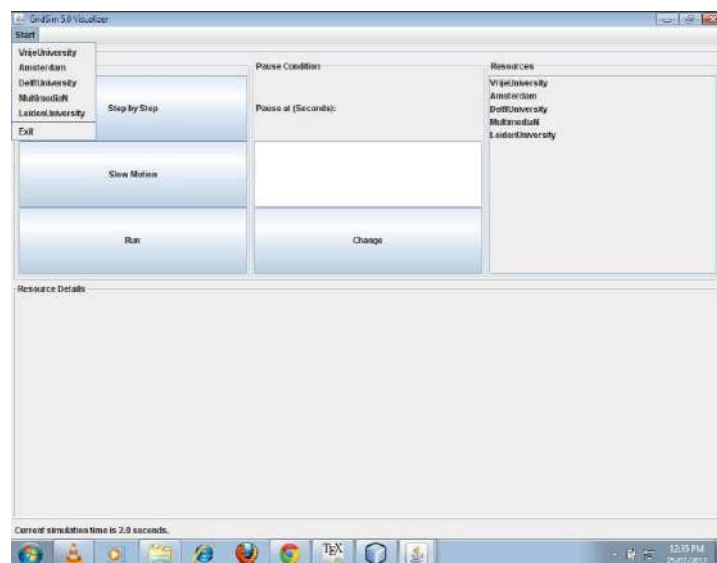 GridSim 5.0 Visualizer
Start
VrijeUniversity
Amsterdam
DelftUniversity
MultimediaN
LeidenUniversity
Exit
Step by Step
Slow Motion
Run
Pause Condition
Pause at (Seconds):
Change
Resources
VrijeUniversity
Amsterdam
DelftUniversity
MultimediaN
LeidenUniversity
Resource Details
Current simulation time is 2.0 seconds.
TEX
12:35 PM